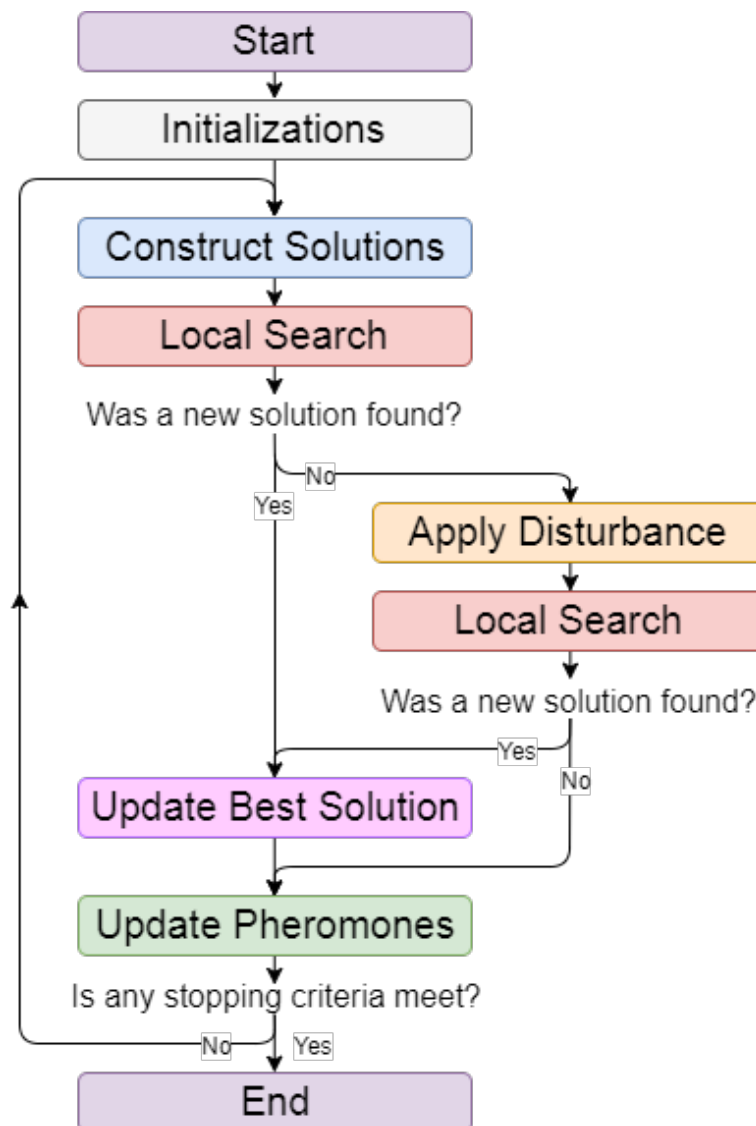 Start
Initializations
Construct Solutions
Local Search
Was a new solution found?
No
Yes
Apply Disturbance
Local Search
Was a new solution found?
Yes
No
Update Best Solution
Update Pheromones
Is any stopping criteria meet?
No
Yes
End